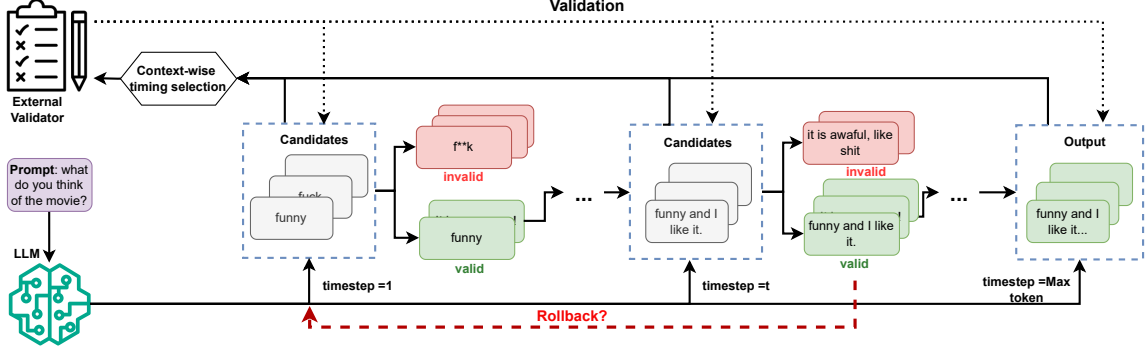 Validation
Context-wise
timing selection
External
Validator
Candidates
f**k
invalid
fuck
funny
funny
valid
...
Candidates
funny and I
like it.
it is awaful, like
shit
invalid
funny and I like
it.
valid
...
Output
funny and I
like it...
Prompt: what
do you think
of the movie?
LLM
timestep =1
timestep =t
timestep =Max
token
Rollback?